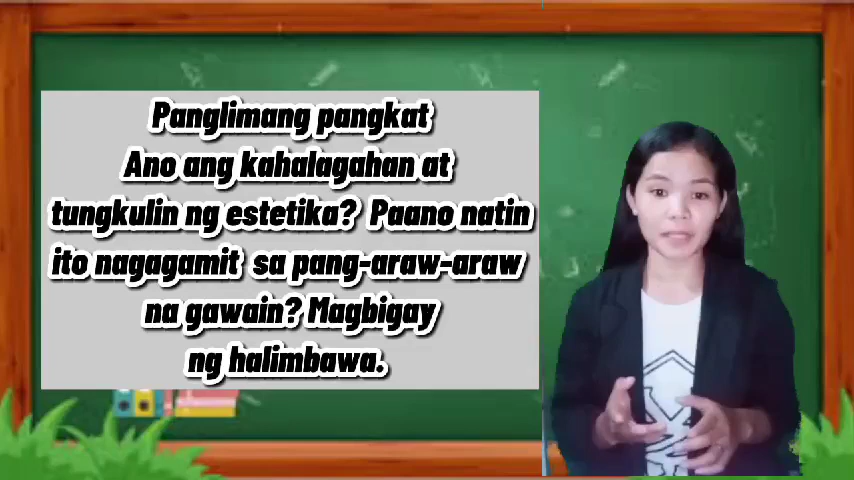 Panglimang pangkat
Ano ang kahalagahan at
tungkulin ng estetika? Paano natin
ito nagagamit sa pang-araw-araw
na gawain? Magbigay
ng halimbawa.